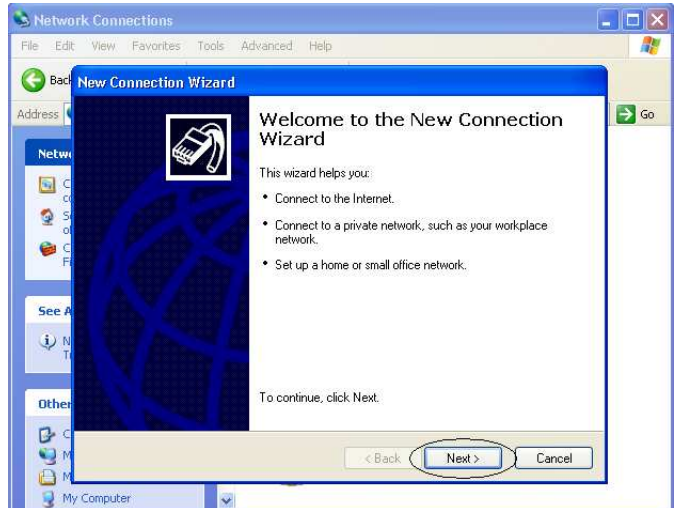 Network Connections
File Edit View Favorites Tools Advanced Help
Back
New Connection Wizard
Address
Go
Welcome to the New Connection
Wizard
This wizard helps you:
• Connect to the Internet.
• Connect to a private network, such as your workplace
network.
• Set up a home or small office network.
To continue, click Next.
< Back
Next >
Cancel
See
Other
My Computer